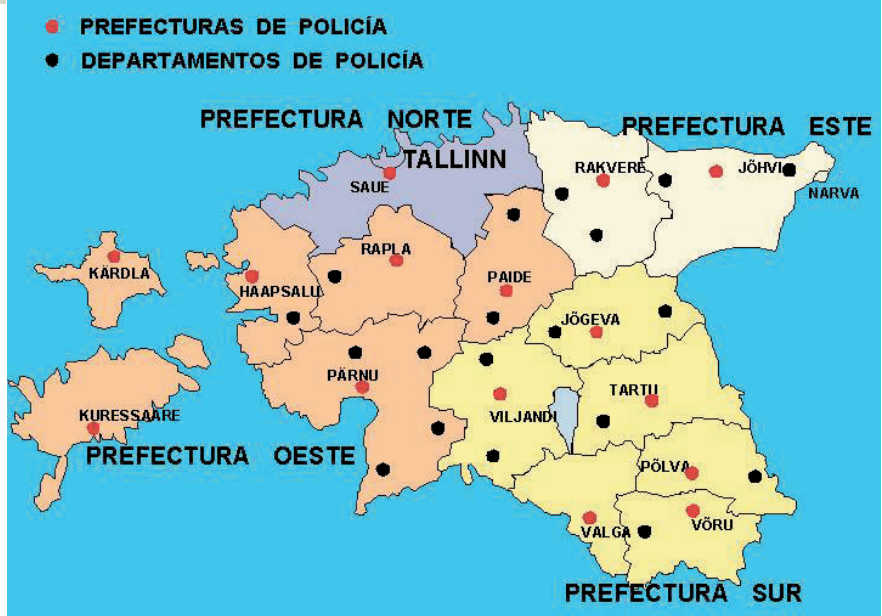 PREFECTURAS DE POLICÍA
DEPARTAMENTOS DE POLICÍA
PREFECTURA NORTE
PREFECTURA ESTE
TALLINN
SAUE
RAKVERE
JÕHVI
NARVA
RAPLA
KÄRDLA
HAAPSALU
PAIDE
JÕGEVA
PÄRNU
TARTU
KURESSAARE
VILJANDI
PREFECTURA OESTE
PÕLVA
VALGA
VÕRU
PREFECTURA SUR